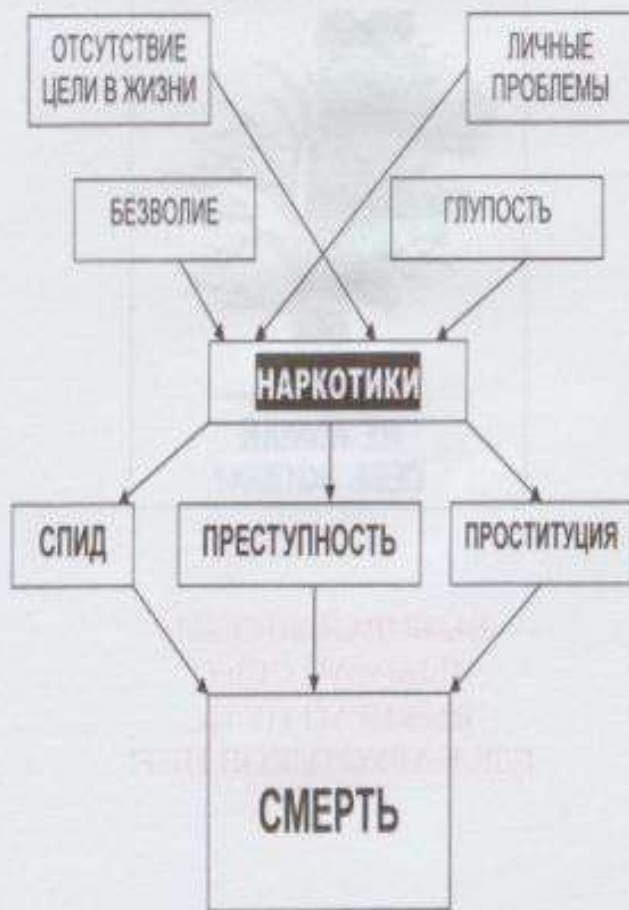 ОТСУТСТВИЕ
ЦЕЛИ В ЖИЗНИ
ЛИЧНЫЕ
ПРОБЛЕМЫ
БЕЗВОЛИЕ
ГЛУПОСТЬ
НАРКОТИКИ
СПИД
ПРЕСТУПНОСТЬ
ПРОСТИТУЦИЯ
СМЕРТЬ